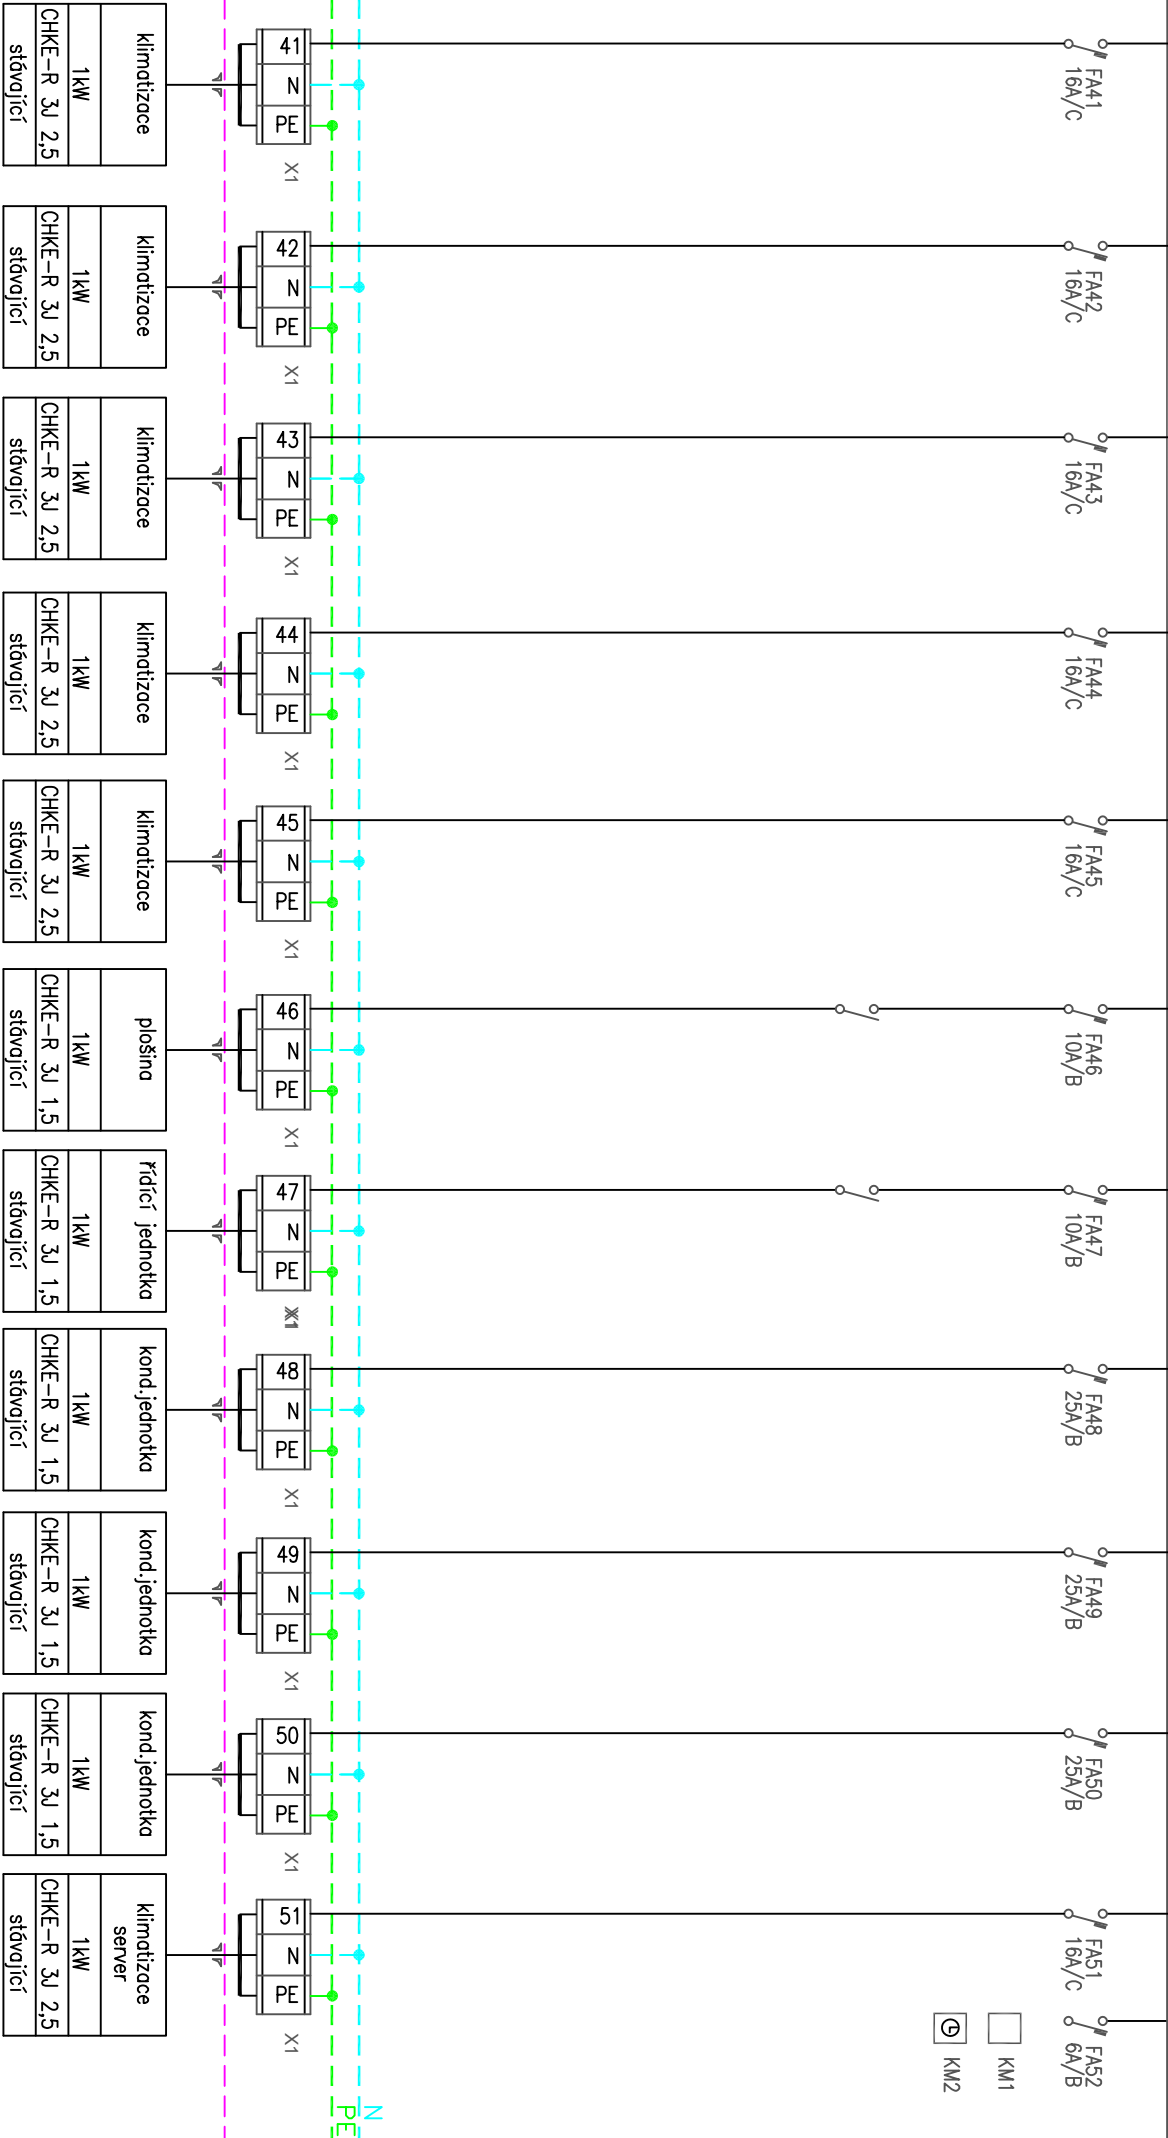 FA41
16A/C
FA42
16A/C
FA43
16A/C
FA44
16A/C
FA45
16A/C
FA46
10A/B
FA47
10A/B
FA48
25A/B
FA49
25A/B
FA50
25A/B
FA51
16A/C
FA52
6A/B
KM1
KM2
N
PE
41
N
PE
X1
42
N
PE
X1
43
N
PE
X1
44
N
PE
X1
45
N
PE
X1
46
N
PE
X1
47
N
PE
X1
48
N
PE
X1
49
N
PE
X1
50
N
PE
X1
51
N
PE
X1
klimatizace
1kW
CHKE-R 3J 2,5
stávající
klimatizace
1kW
CHKE-R 3J 2,5
stávající
klimatizace
1kW
CHKE-R 3J 2,5
stávající
klimatizace
1kW
CHKE-R 3J 2,5
stávající
klimatizace
1kW
CHKE-R 3J 2,5
stávající
plošina
1kW
CHKE-R 3J 1,5
stávající
řídící jednotka
1kW
CHKE-R 3J 1,5
stávající
kond.jednotka
1kW
CHKE-R 3J 1,5
stávající
kond.jednotka
1kW
CHKE-R 3J 1,5
stávající
kond.jednotka
1kW
CHKE-R 3J 1,5
stávající
klimatizace
server
1kW
CHKE-R 3J 2,5
stávající